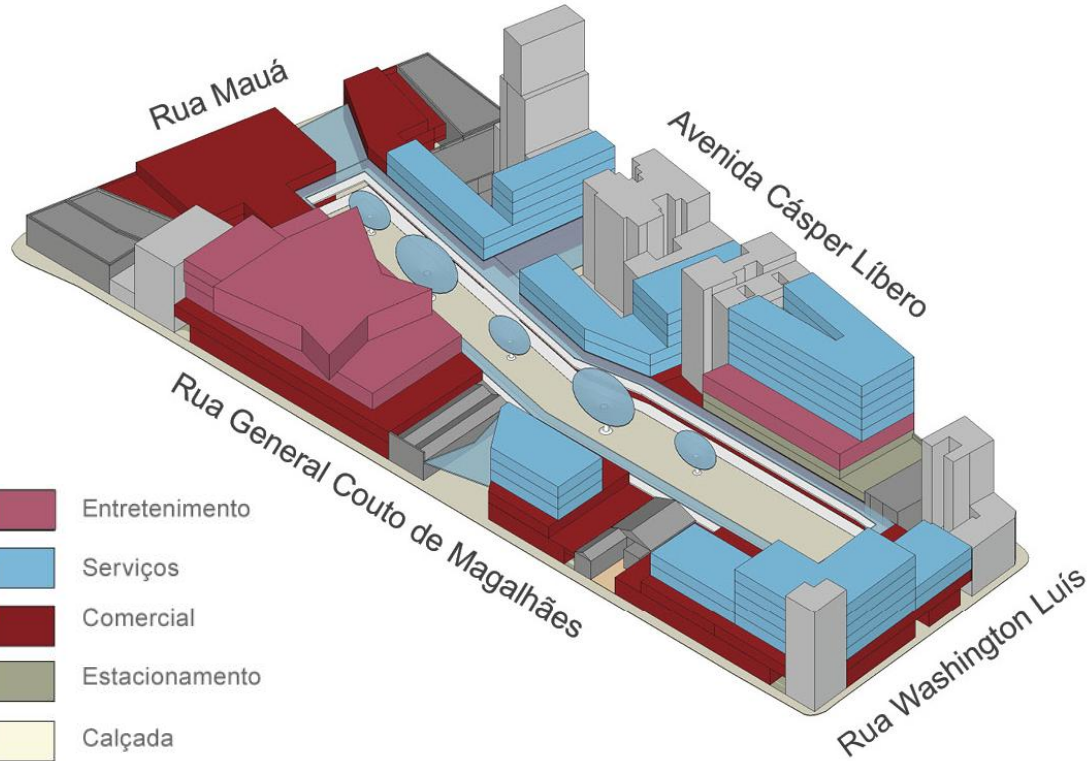 Rua Mauá
Avenida Cásper Líbero
Rua General Couto de Magalhães
Rua Washington Luís
Entretenimento
Serviços
Comercial
Estacionamento
Calçada